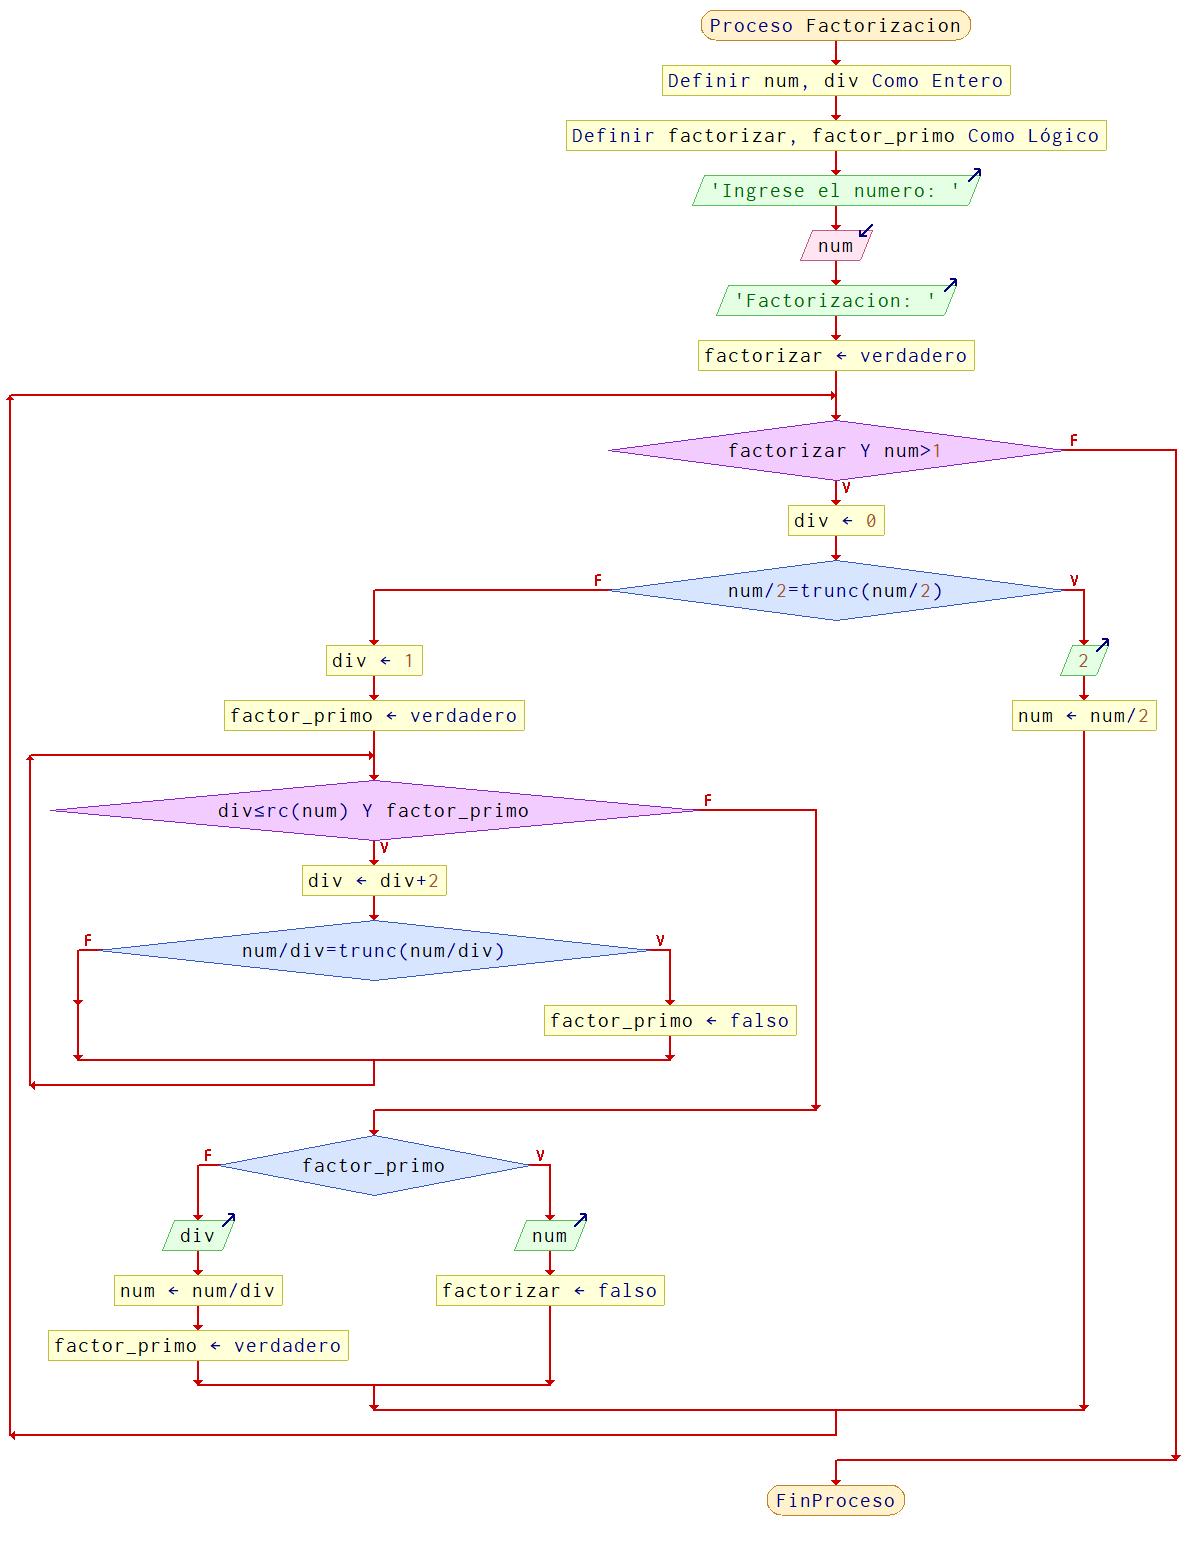 Proceso Factorizacion
Definir num, div Como Entero
Definir factorizar, factor_primo Como Lógico
'Ingrese el numero: '
num
'Factorizacion: '
factorizar ← verdadero
factorizar Y num>1
F
V
div ← 0
num/2=trunc(num/2)
F
V
div ← 1
2
factor_primo ← verdadero
num ← num/2
div≤rc(num) Y factor_primo
F
V
div ← div+2
num/div=trunc(num/div)
F
V
factor_primo ← falso
factor_primo
F
V
div
num
num ← num/div
factorizar ← falso
factor_primo ← verdadero
FinProceso